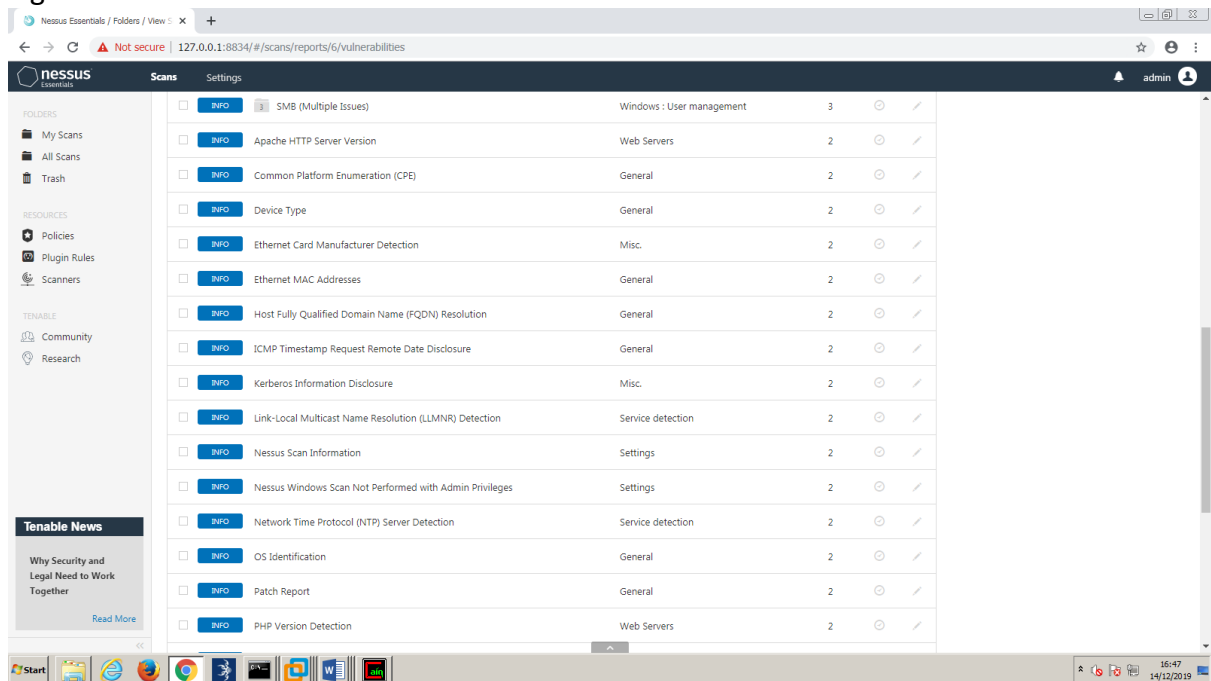 Nessus Essentials / Folders / View S
Not secure | 127.0.0.1:8834/#/scans/reports/6/vulnerabilities
nessus Essentials Scans Settings admin
FOLDERS
My Scans
All Scans
Trash
RESOURCES
Policies
Plugin Rules
Scanners
TENABLE
Community
Research
Tenable News
Why Security and
Legal Need to Work
Together
Read More
INFO 3 SMB (Multiple Issues) Windows : User management 3
INFO Apache HTTP Server Version Web Servers 2
INFO Common Platform Enumeration (CPE) General 2
INFO Device Type General 2
INFO Ethernet Card Manufacturer Detection Misc. 2
INFO Ethernet MAC Addresses General 2
INFO Host Fully Qualified Domain Name (FQDN) Resolution General 2
INFO ICMP Timestamp Request Remote Date Disclosure General 2
INFO Kerberos Information Disclosure Misc. 2
INFO Link-Local Multicast Name Resolution (LLMNR) Detection Service detection 2
INFO Nessus Scan Information Settings 2
INFO Nessus Windows Scan Not Performed with Admin Privileges Settings 2
INFO Network Time Protocol (NTP) Server Detection Service detection 2
INFO OS Identification General 2
INFO Patch Report General 2
INFO PHP Version Detection Web Servers 2
Start 16:47
14/12/2019